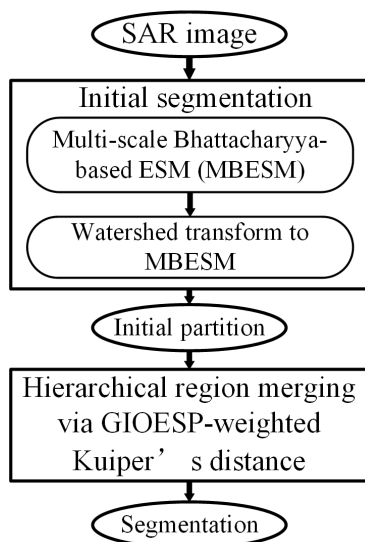 SAR image
Initial segmentation
Multi-scale Bhattacharyya-
based ESM (MBESM)
Watershed transform to
MBESM
Initial partition
Hierarchical region merging
via GIOESP-weighted
Kuiper’ s distance
Segmentation